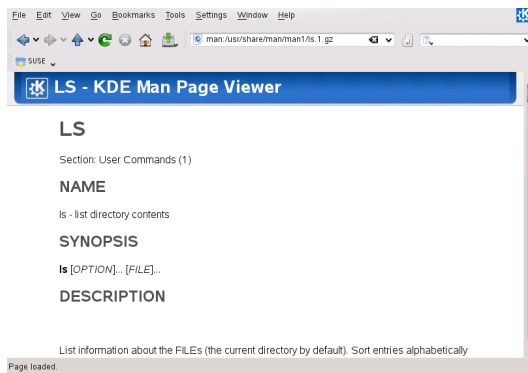 File Edit View Go Bookmarks Tools Settings Window Help
man:/usr/share/man/man1/ls.1.gz
SUSE
LS - KDE Man Page Viewer
LS
Section: User Commands (1)
NAME
ls - list directory contents
SYNOPSIS
ls [OPTION]... [FILE]...
DESCRIPTION
List information about the FILEs (the current directory by default). Sort entries alphabetically
Page loaded.